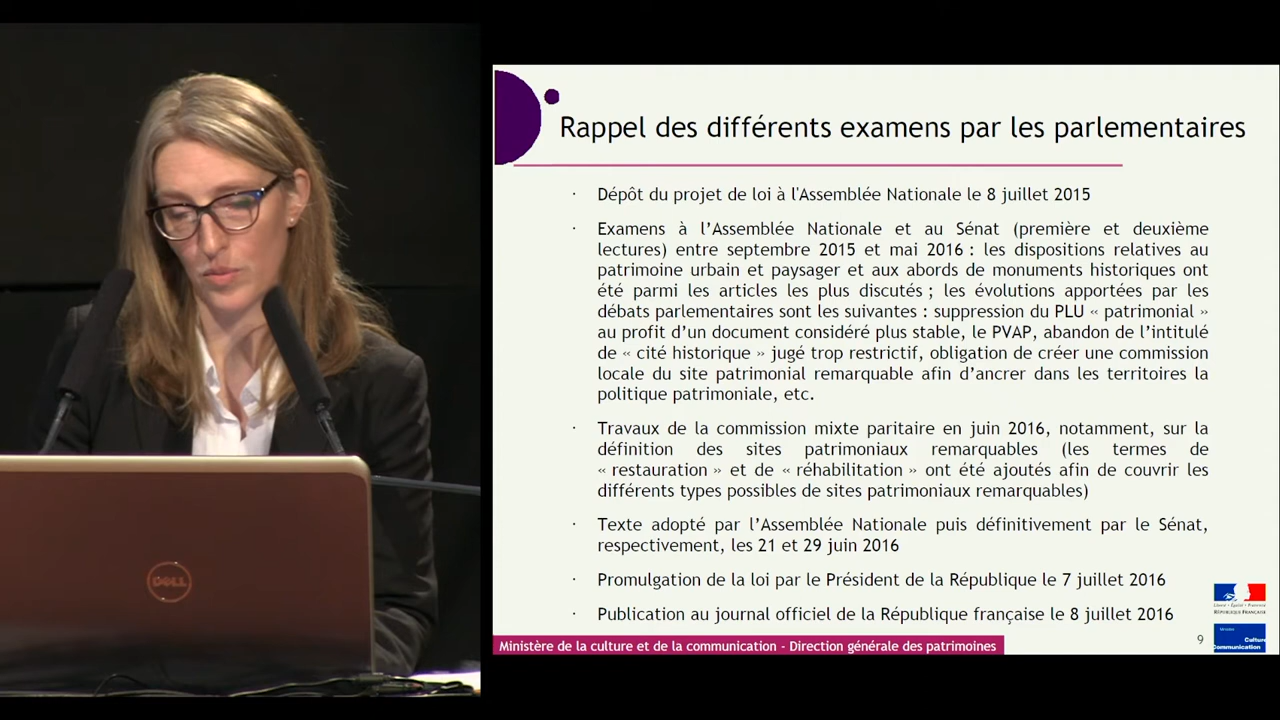 Rappel des différents examens par les parlementaires
· Dépôt du projet de loi à l'Assemblée Nationale le 8 juillet 2015
· Examens à l’Assemblée Nationale et au Sénat (première et deuxième
lectures) entre septembre 2015 et mai 2016 : les dispositions relatives au
patrimoine urbain et paysager et aux abords de monuments historiques ont
été parmi les articles les plus discutés ; les évolutions apportées par les
débats parlementaires sont les suivantes : suppression du PLU « patrimonial »
au profit d’un document considéré plus stable, le PVAP, abandon de l’intitulé
de « cité historique » jugé trop restrictif, obligation de créer une commission
locale du site patrimonial remarquable afin d’ancrer dans les territoires la
politique patrimoniale, etc.
· Travaux de la commission mixte paritaire en juin 2016, notamment, sur la
définition des sites patrimoniaux remarquables (les termes de
« restauration » et de « réhabilitation » ont été ajoutés afin de couvrir les
différents types possibles de sites patrimoniaux remarquables)
· Texte adopté par l’Assemblée Nationale puis définitivement par le Sénat,
respectivement, les 21 et 29 juin 2016
· Promulgation de la loi par le Président de la République le 7 juillet 2016
· Publication au journal officiel de la République française le 8 juillet 2016
Liberté • Égalité • Fraternité
RÉPUBLIQUE FRANÇAISE
Ministère
Culture
Communication
9
Ministère de la culture et de la communication - Direction générale des patrimoines
DELL